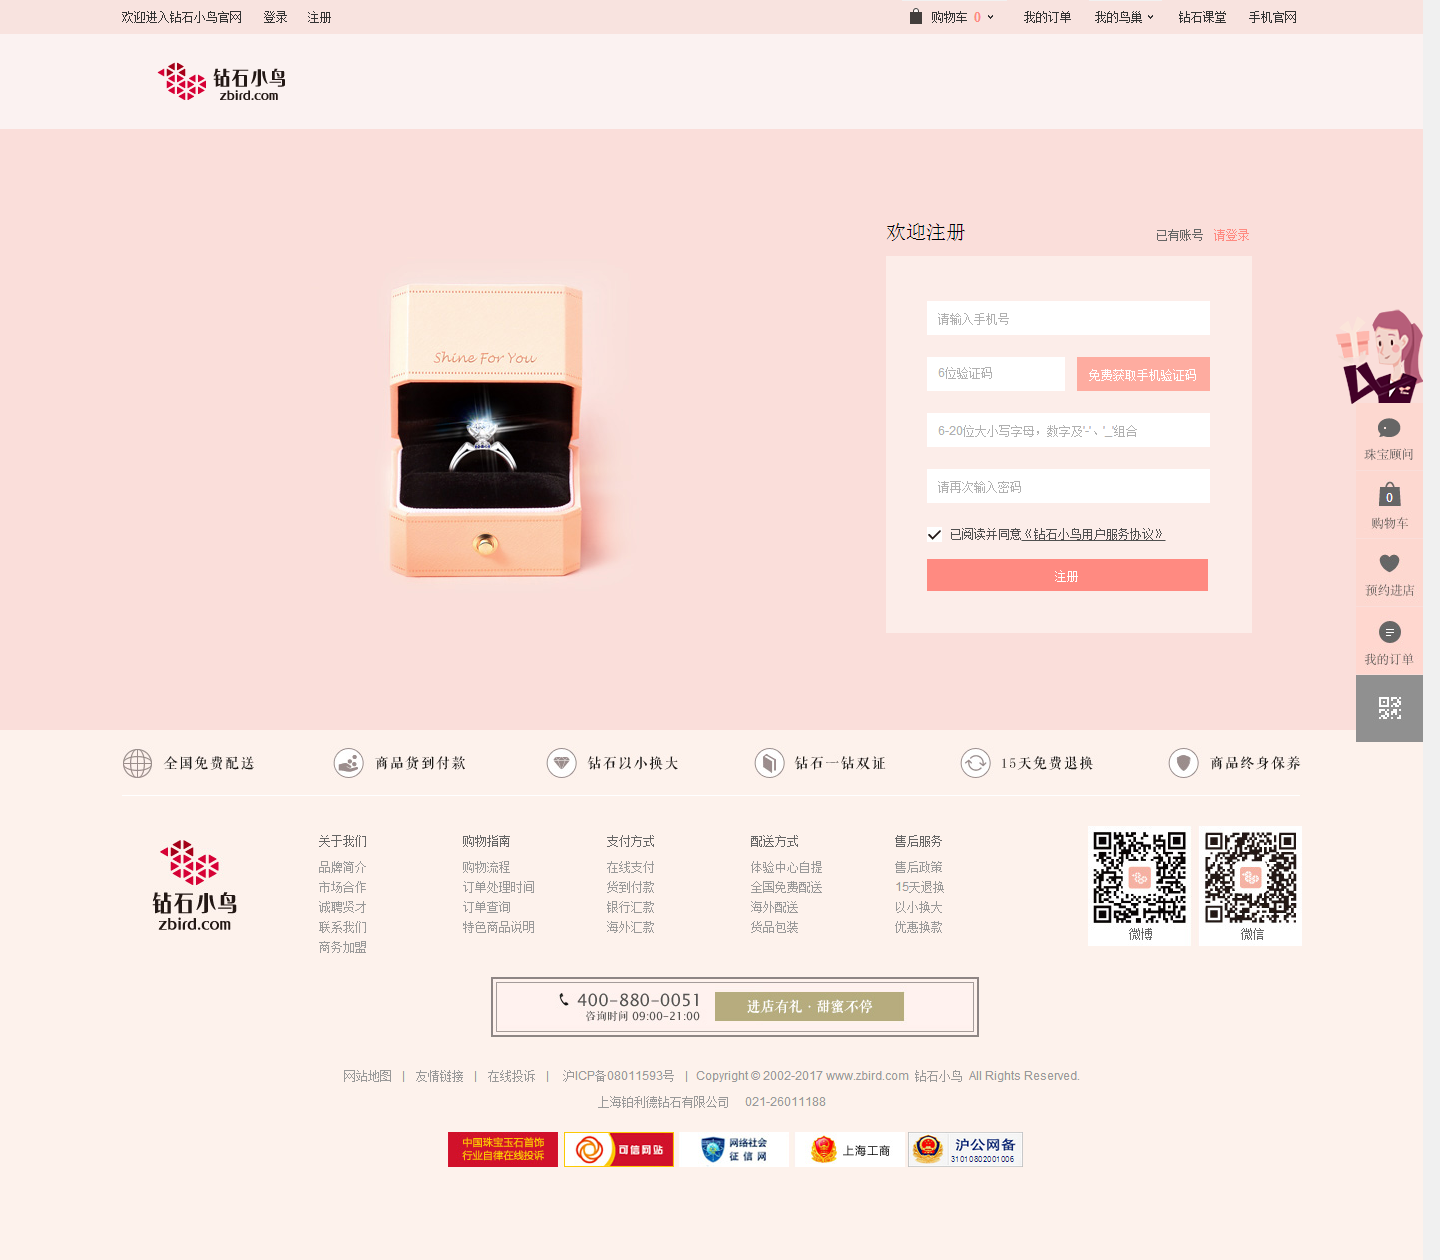 欢迎进入钻石小鸟官网 登录 注册 购物车 0 我的订单 我的鸟巢 钻石课堂 手机官网
钻石小鸟
zbird.com
欢迎注册 已有账号 请登录
Shine For You
请输入手机号
6位验证码 免费获取手机验证码
6-20位大小写字母，数字及'-'、'_'组合
请再次输入密码
已阅读并同意《钻石小鸟用户服务协议》
注册
珠宝顾问
0
购物车
预约进店
我的订单
全国免费配送 商品货到付款 钻石以小换大 钻石一钻双证 15天免费退换 商品终身保养
钻石小鸟
zbird.com
关于我们
品牌简介
市场合作
诚聘贤才
联系我们
商务加盟
购物指南
购物流程
订单处理时间
订单查询
特色商品说明
支付方式
在线支付
货到付款
银行汇款
海外汇款
配送方式
体验中心自提
全国免费配送
海外配送
货品包装
售后服务
售后政策
15天退换
以小换大
优惠换款
微博 微信
400-880-0051
咨询时间 09:00-21:00
进店有礼 · 甜蜜不停
网站地图 | 友情链接 | 在线投诉 | 沪ICP备08011593号 | Copyright © 2002-2017 www.zbird.com 钻石小鸟 All Rights Reserved.
上海铂利德钻石有限公司 021-26011188
中国珠宝玉石首饰
行业自律在线投诉
可信网站
网络社会
征信网
上海工商
沪公网备
31010802001006